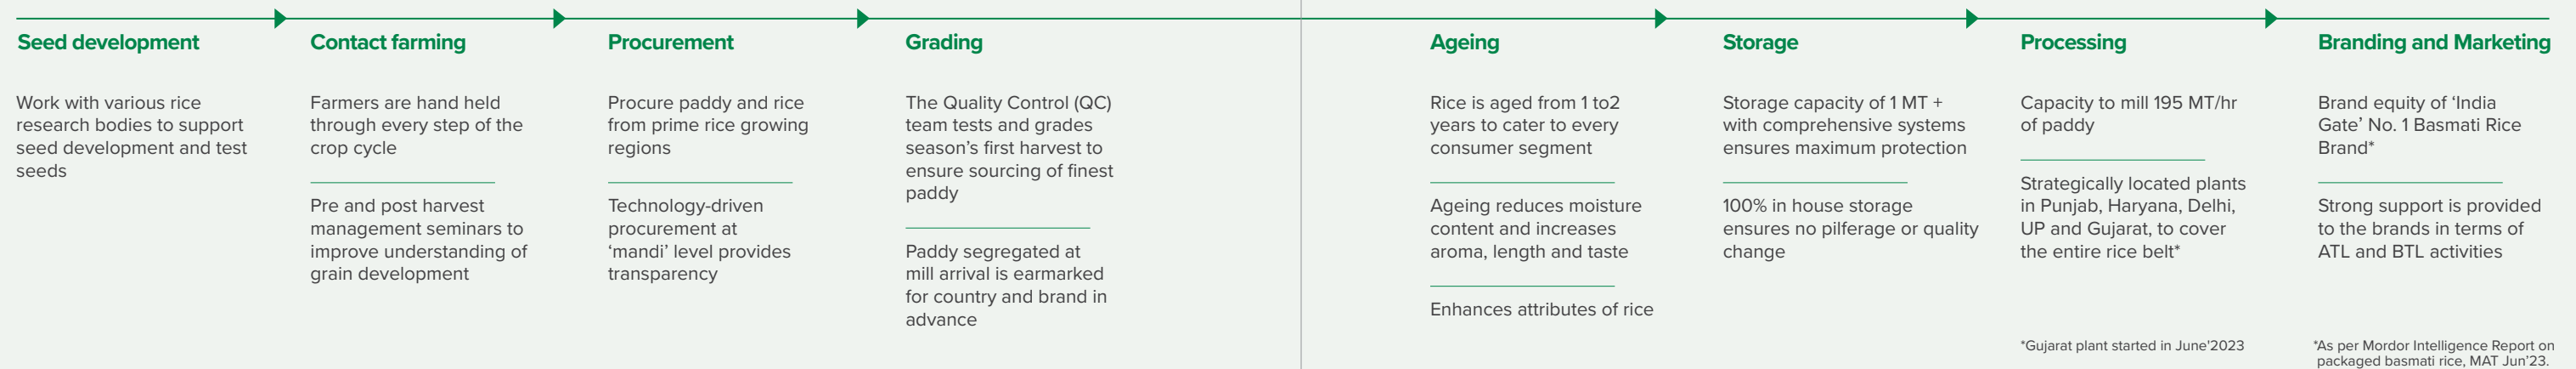 Seed development
Work with various rice
research bodies to support
seed development and test
seeds
Contact farming
Farmers are hand held
through every step of the
crop cycle
Pre and post harvest
management seminars to
improve understanding of
grain development
Procurement
Procure paddy and rice
from prime rice growing
regions
Technology-driven
procurement at
‘mandi’ level provides
transparency
Grading
The Quality Control (QC)
team tests and grades
season’s first harvest to
ensure sourcing of finest
paddy
Paddy segregated at
mill arrival is earmarked
for country and brand in
advance
Ageing
Rice is aged from 1 to2
years to cater to every
consumer segment
Ageing reduces moisture
content and increases
aroma, length and taste
Enhances attributes of rice
Storage
Storage capacity of 1 MT +
with comprehensive systems
ensures maximum protection
100% in house storage
ensures no pilferage or quality
change
Processing
Capacity to mill 195 MT/hr
of paddy
Strategically located plants
in Punjab, Haryana, Delhi,
UP and Gujarat, to cover
the entire rice belt*
*Gujarat plant started in June'2023
Branding and Marketing
Brand equity of ‘India
Gate’ No. 1 Basmati Rice
Brand*
Strong support is provided
to the brands in terms of
ATL and BTL activities
*As per Mordor Intelligence Report on
packaged basmati rice, MAT Jun’23.